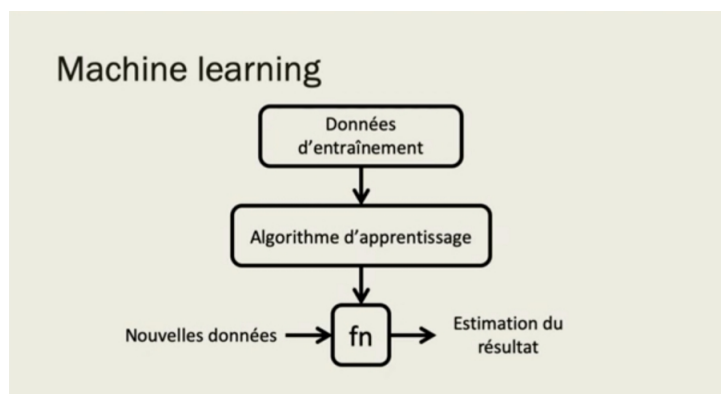 Machine learning
Données
d'entraînement
Algorithme d'apprentissage
Nouvelles données
fn
Estimation du
résultat